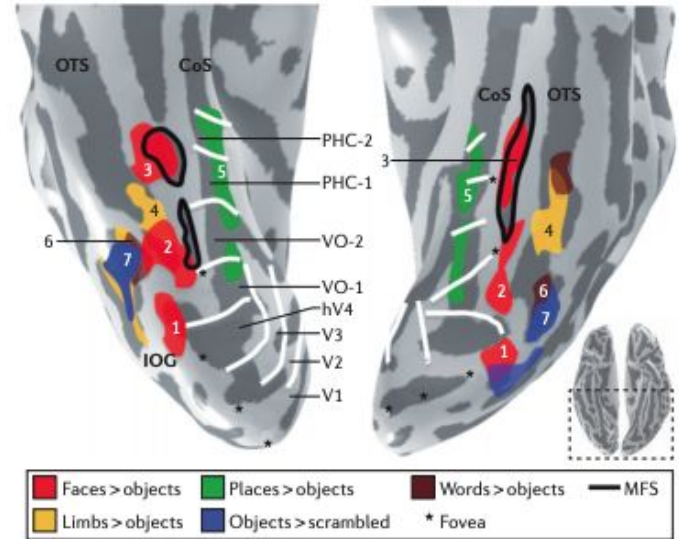 OTS CoS
CoS OTS
PHC-2
3
3
PHC-1
5
5
4
4
6
2
7
VO-2
2
6
VO-1
7
hV4
1
V3
1
IOG
V2
V1
* Fovea
Faces > objects Places > objects Words > objects MFS
Limbs > objects Objects > scrambled * Fovea